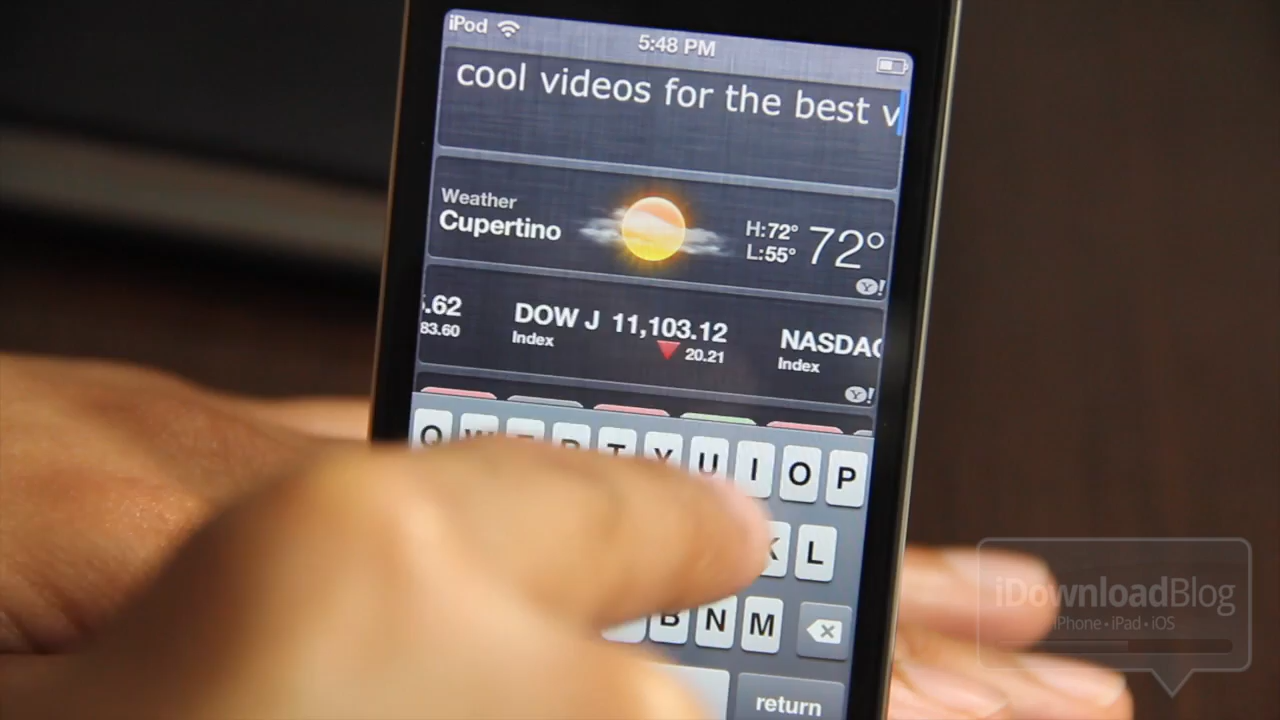 iPod 5:48 PM
cool videos for the best v
Weather
Cupertino
H:72°
L:55°
72°
Y!
.62
83.60
DOW J 11,103.12
Index
20.21
NASDAQ
Index
Y!
Q W E R T Y U I O P
K L
B N M
return
iDownloadBlog
iPhone • iPad • iOS